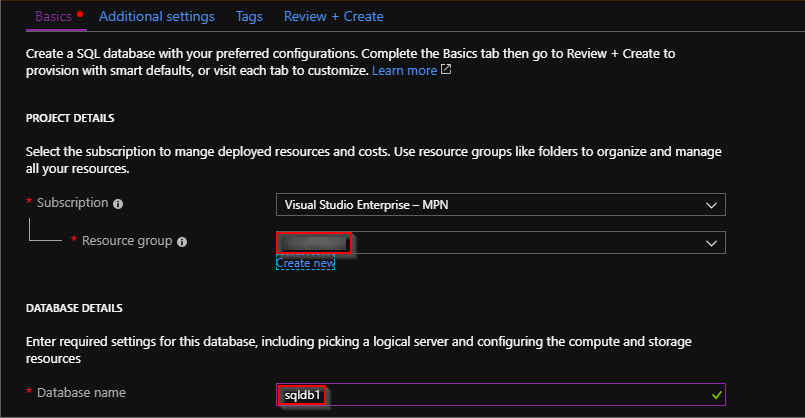 Basics Additional settings Tags Review + Create
Create a SQL database with your preferred configurations. Complete the Basics tab then go to Review + Create to
provision with smart defaults, or visit each tab to customize. Learn more
PROJECT DETAILS
Select the subscription to mange deployed resources and costs. Use resource groups like folders to organize and manage
all your resources.
* Subscription
Visual Studio Enterprise – MPN
* Resource group
Create new
DATABASE DETAILS
Enter required settings for this database, including picking a logical server and configuring the compute and storage
resources
* Database name
sqldb1